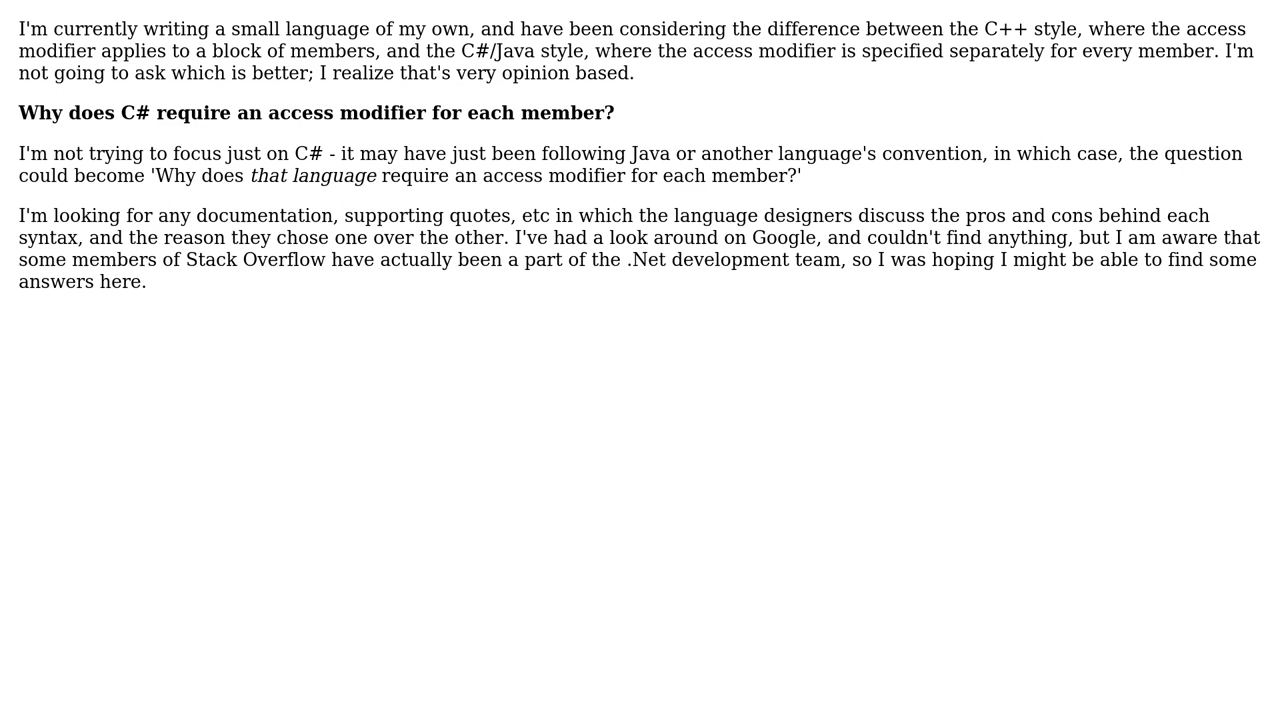 I'm currently writing a small language of my own, and have been considering the difference between the C++ style, where the access
modifier applies to a block of members, and the C#/Java style, where the access modifier is specified separately for every member. I'm
not going to ask which is better; I realize that's very opinion based.
Why does C# require an access modifier for each member?
I'm not trying to focus just on C# - it may have just been following Java or another language's convention, in which case, the question
could become 'Why does that language require an access modifier for each member?'
I'm looking for any documentation, supporting quotes, etc in which the language designers discuss the pros and cons behind each
syntax, and the reason they chose one over the other. I've had a look around on Google, and couldn't find anything, but I am aware that
some members of Stack Overflow have actually been a part of the .Net development team, so I was hoping I might be able to find some
answers here.